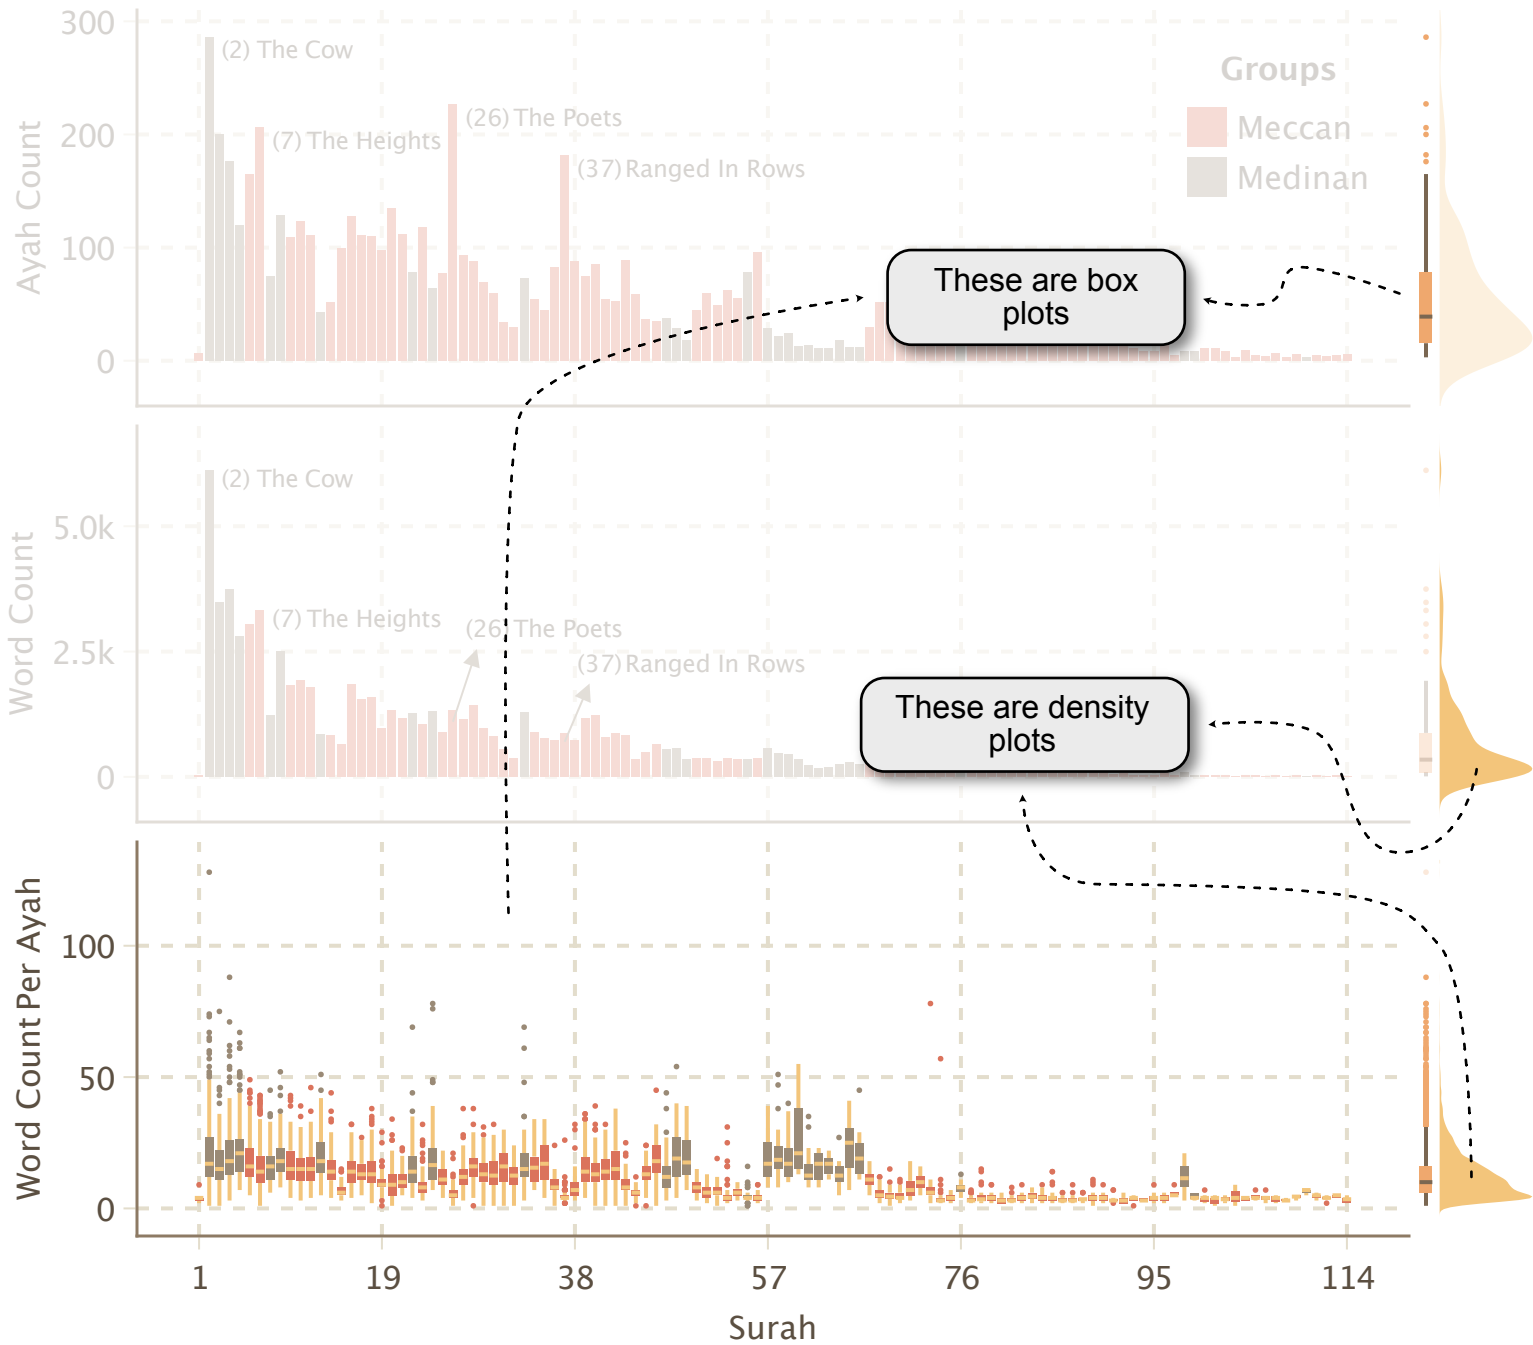 300
(2) The Cow
Groups
Meccan
Medinan
(26) The Poets
(7) The Heights
(37) Ranged In Rows
200
100
0
Ayah Count
These are box
plots
(2) The Cow
5.0k
(7) The Heights
(26) The Poets
2.5k
(37) Ranged In Rows
0
Word Count
These are density
plots
100
50
0
Word Count Per Ayah
1 19 38 57 76 95 114
Surah